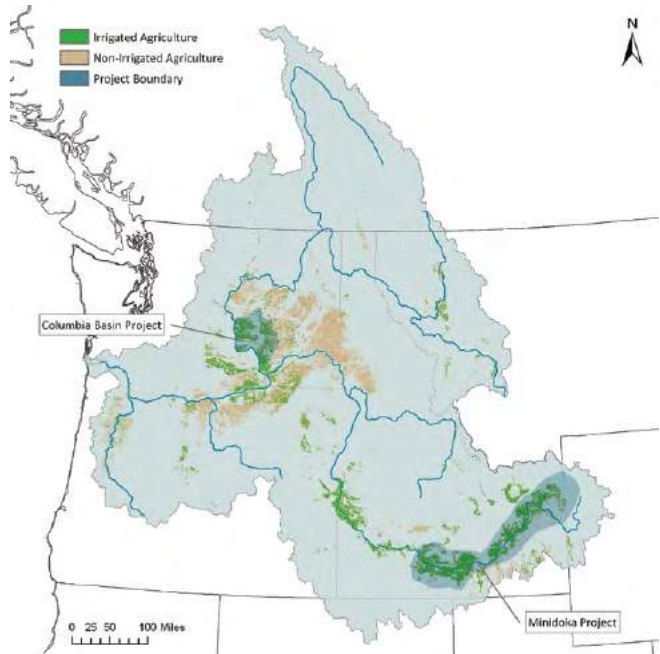 Irrigated Agriculture
Non-Irrigated Agriculture
Project Boundary
N
Columbia Basin Project
Minidoka Project
0 25 50 100 Miles